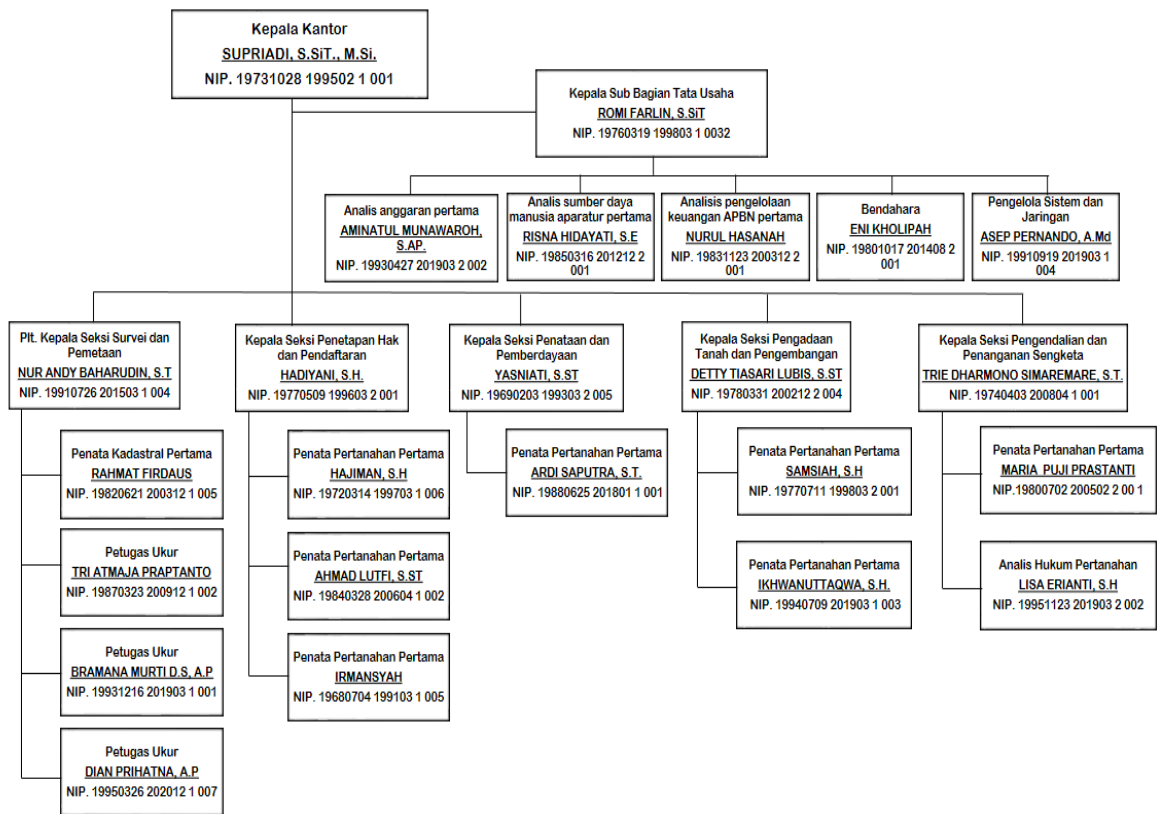 Kepala Kantor
SUPRIADI, S.SiT., M.Si.
NIP. 19731028 199502 1 001
Kepala Sub Bagian Tata Usaha
ROMI FARLIN, S.SiT
NIP. 19760319 199803 1 0032
Analis anggaran pertama
AMINATUL MUNAWAROH,
S.AP.
NIP. 19930427 201903 2 002
Analis sumber daya
manusia aparatur pertama
RISNA HIDAYATI, S.E
NIP. 19850316 201212 2
001
Analisis pengelolaan
keuangan APBN pertama
NURUL HASANAH
NIP. 19831123 200312 2
001
Bendahara
ENI KHOLIPAH
NIP. 19801017 201408 2
001
Pengelola Sistem dan
Jaringan
ASEP PERNANDO, A.Md
NIP. 19910919 201903 1
004
Plt. Kepala Seksi Survei dan
Pemetaan
NUR ANDY BAHARUDIN, S.T
NIP. 19910726 201503 1 004
Kepala Seksi Penetapan Hak
dan Pendaftaran
HADIYANI, S.H.
NIP. 19770509 199603 2 001
Kepala Seksi Penataan dan
Pemberdayaan
YASNIATI, S.ST
NIP. 19690203 199303 2 005
Kepala Seksi Pengadaan
Tanah dan Pengembangan
DETTY TIASARI LUBIS, S.ST
NIP. 19780331 200212 2 004
Kepala Seksi Pengendalian dan
Penanganan Sengketa
TRIE DHARMONO SIMAREMARE, S.T.
NIP. 19740403 200804 1 001
Penata Kadastral Pertama
RAHMAT FIRDAUS
NIP. 19820621 200312 1 005
Petugas Ukur
TRI ATMAJA PRAPTANTO
NIP. 19870323 200912 1 002
Petugas Ukur
BRAMANA MURTI D.S, A.P
NIP. 19931216 201903 1 001
Petugas Ukur
DIAN PRIHATNA, A.P
NIP. 19950326 202012 1 007
Penata Pertanahan Pertama
HAJIMAN, S.H
NIP. 19720314 199703 1 006
Penata Pertanahan Pertama
AHMAD LUTFI, S.ST
NIP. 19840328 200604 1 002
Penata Pertanahan Pertama
IRMANSYAH
NIP. 19680704 199103 1 005
Penata Pertanahan Pertama
ARDI SAPUTRA, S.T.
NIP. 19880625 201801 1 001
Penata Pertanahan Pertama
SAMSIAH, S.H
NIP. 19770711 199803 2 001
Penata Pertanahan Pertama
IKHWANUTTAQWA, S.H.
NIP. 19940709 201903 1 003
Penata Pertanahan Pertama
MARIA PUJI PRASTANTI
NIP.19800702 200502 2 00 1
Analis Hukum Pertanahan
LISA ERIANTI, S.H
NIP. 19951123 201903 2 002